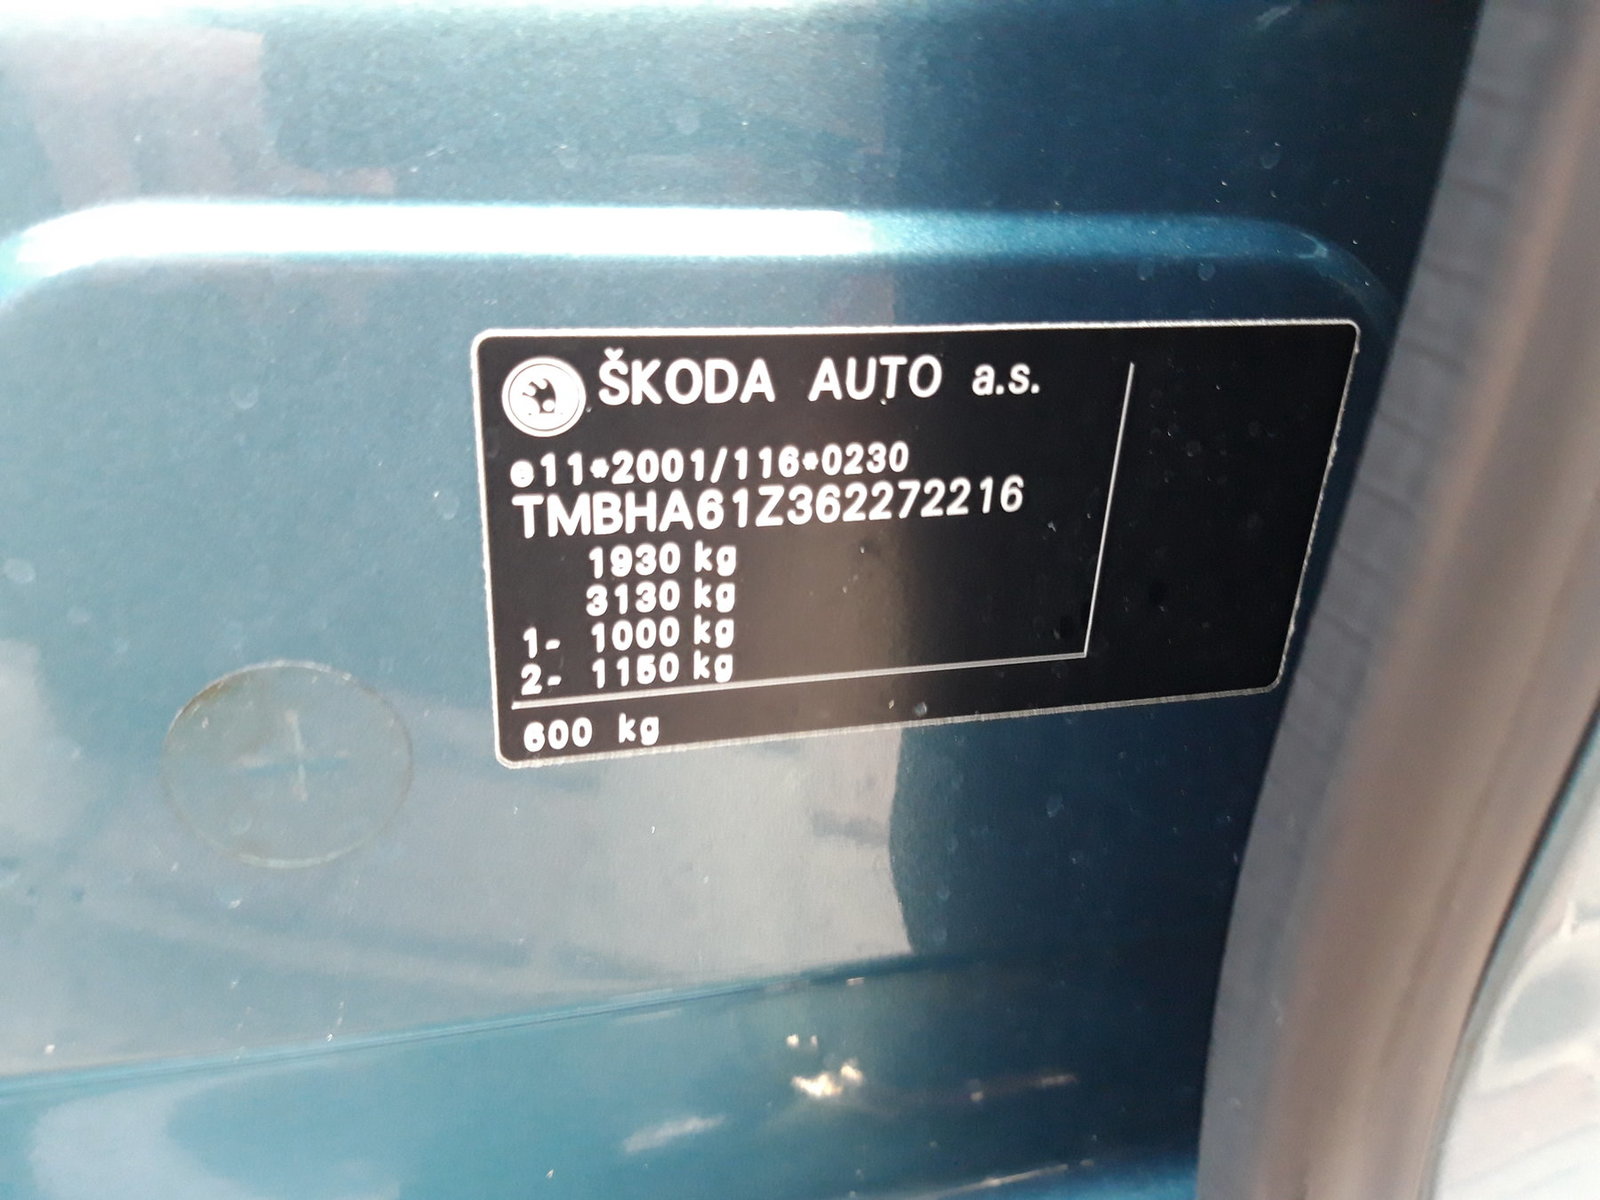 ŠKODA AUTO a.s.
e11*2001/116*0230
TMBHA61Z362272216
1930 kg
3130 kg
1- 1000 kg
2- 1150 kg
600 kg